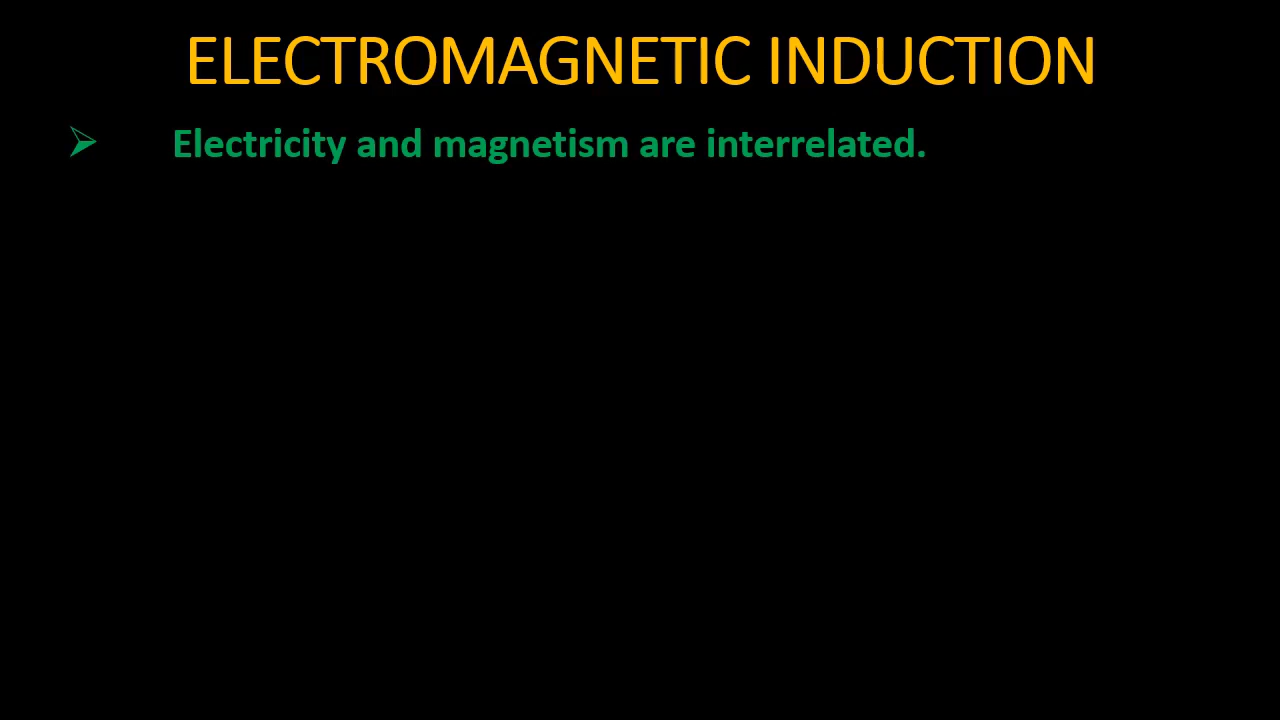 ELECTROMAGNETIC INDUCTION
➢ Electricity and magnetism are interrelated.